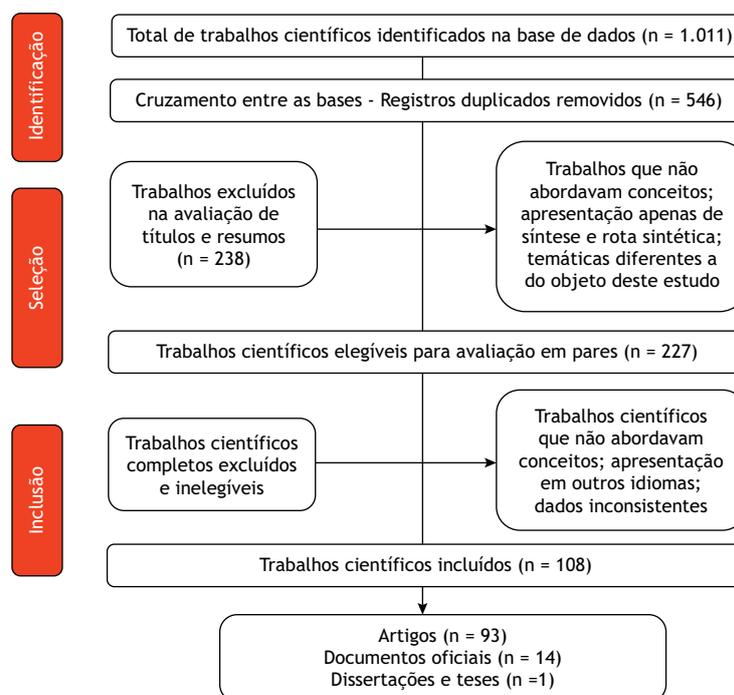 Identificação
Total de trabalhos científicos identificados na base de dados (n = 1.011)
Cruzamento entre as bases - Registros duplicados removidos (n = 546)
Seleção
Trabalhos excluídos
na avaliação de
títulos e resumos
(n = 238)
Trabalhos que não
abordavam conceitos;
apresentação apenas de
síntese e rota sintética;
temáticas diferentes a
do objeto deste estudo
Trabalhos científicos elegíveis para avaliação em pares (n = 227)
Inclusão
Trabalhos científicos
completos excluídos
e inelegíveis
Trabalhos científicos
que não abordavam
conceitos; apresentação
em outros idiomas;
dados inconsistentes
Trabalhos científicos incluídos (n = 108)
Artigos (n = 93)
Documentos oficiais (n = 14)
Dissertações e teses (n =1)